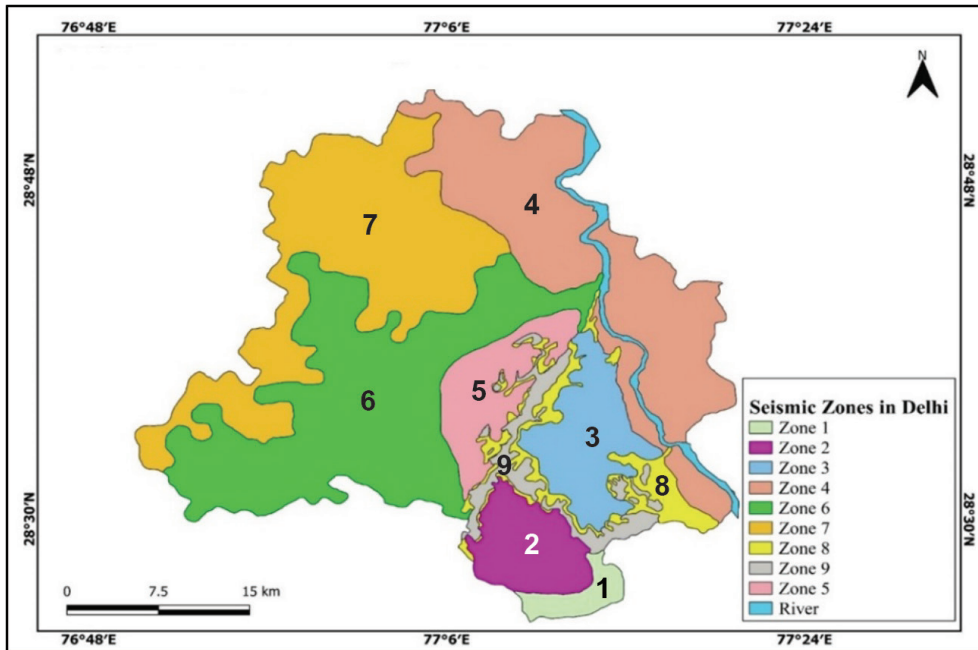 76°48'E 77°6'E 77°24'E
N
28°48'N 28°48'N
4
7
5
6
3
9
8
2
1
28°30'N 28°30'N
Seismic Zones in Delhi
Zone 1
Zone 2
Zone 3
Zone 4
Zone 6
Zone 7
Zone 8
Zone 9
Zone 5
River
0 7.5 15 km
76°48'E 77°6'E 77°24'E